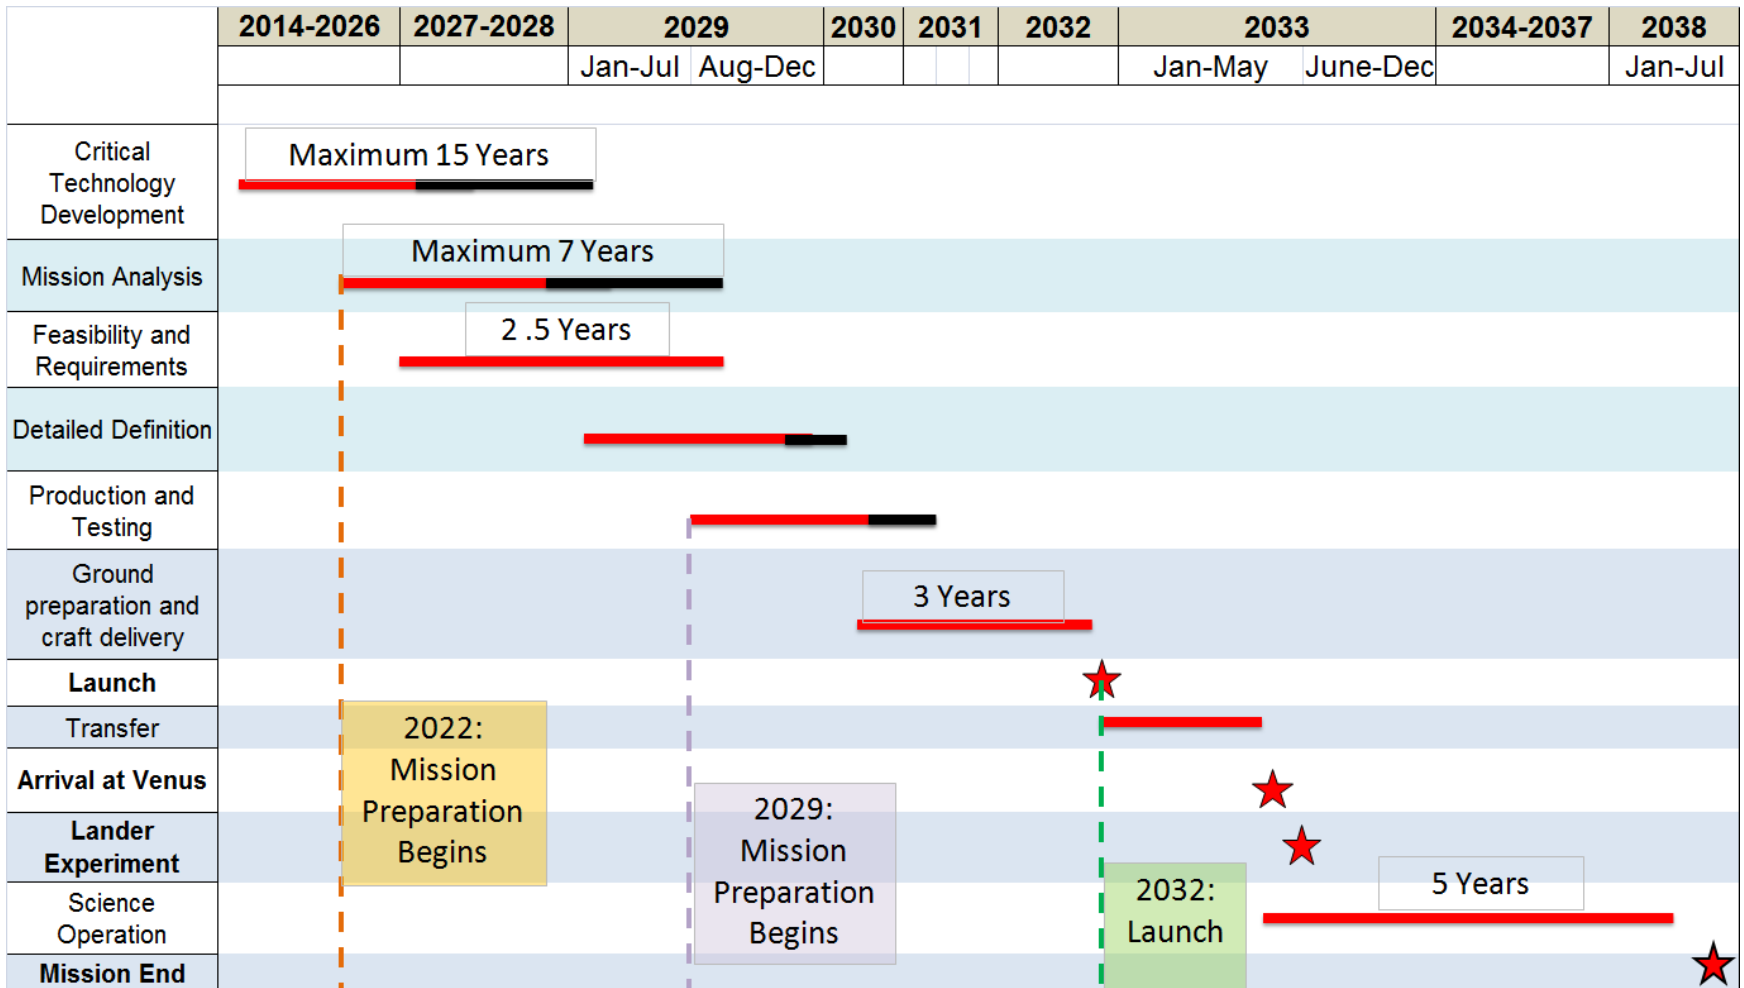 2014-2026 2027-2028 2029 2030 2031 2032 2033 2034-2037 2038
Jan-Jul Aug-Dec Jan-May June-Dec Jan-Jul
Critical
Technology
Development
Maximum 15 Years
Mission Analysis
Maximum 7 Years
Feasibility and
Requirements
2 .5 Years
Detailed Definition
Production and
Testing
Ground
preparation and
craft delivery
3 Years
Launch
Transfer
Arrival at Venus
Lander
Experiment
Science
Operation
5 Years
Mission End
2022:
Mission
Preparation
Begins
2029:
Mission
Preparation
Begins
2032:
Launch